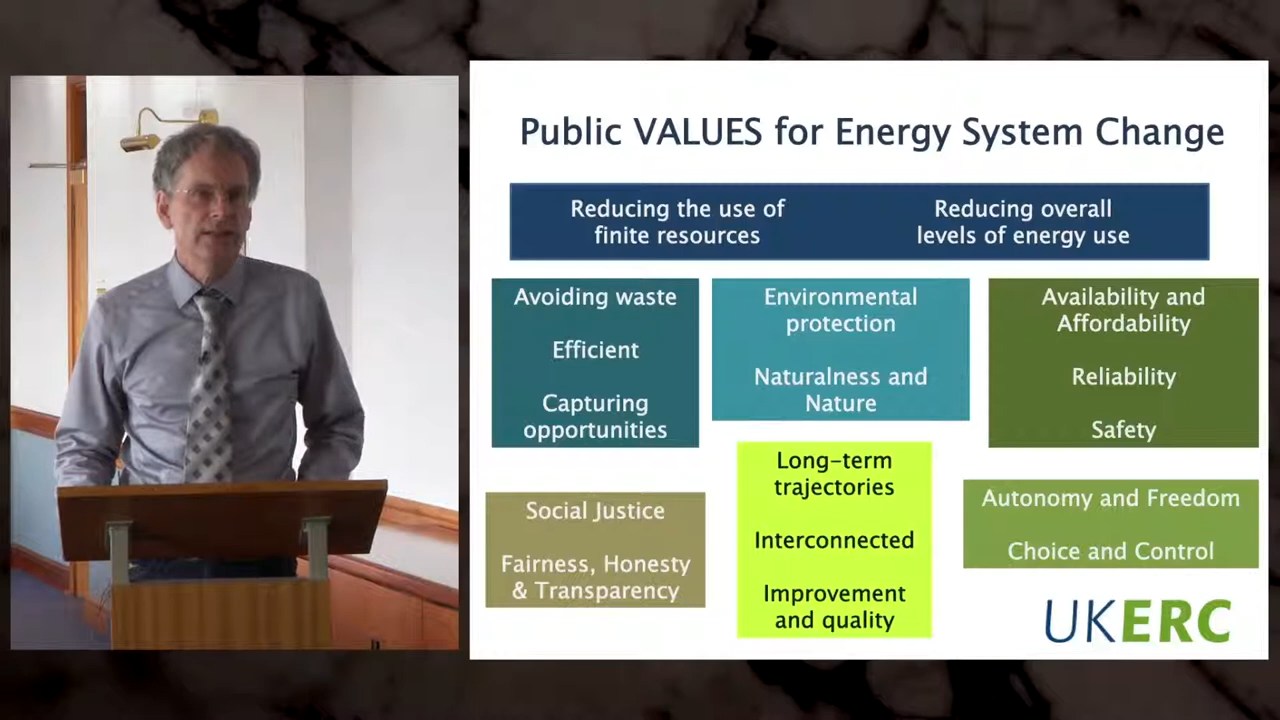 Public VALUES for Energy System Change
Reducing the use of
finite resources
Reducing overall
levels of energy use
Avoiding waste
Efficient
Capturing
opportunities
Environmental
protection
Naturalness and
Nature
Availability and
Affordability
Reliability
Safety
Social Justice
Fairness, Honesty
& Transparency
Long-term
trajectories
Interconnected
Improvement
and quality
Autonomy and Freedom
Choice and Control
UKERC